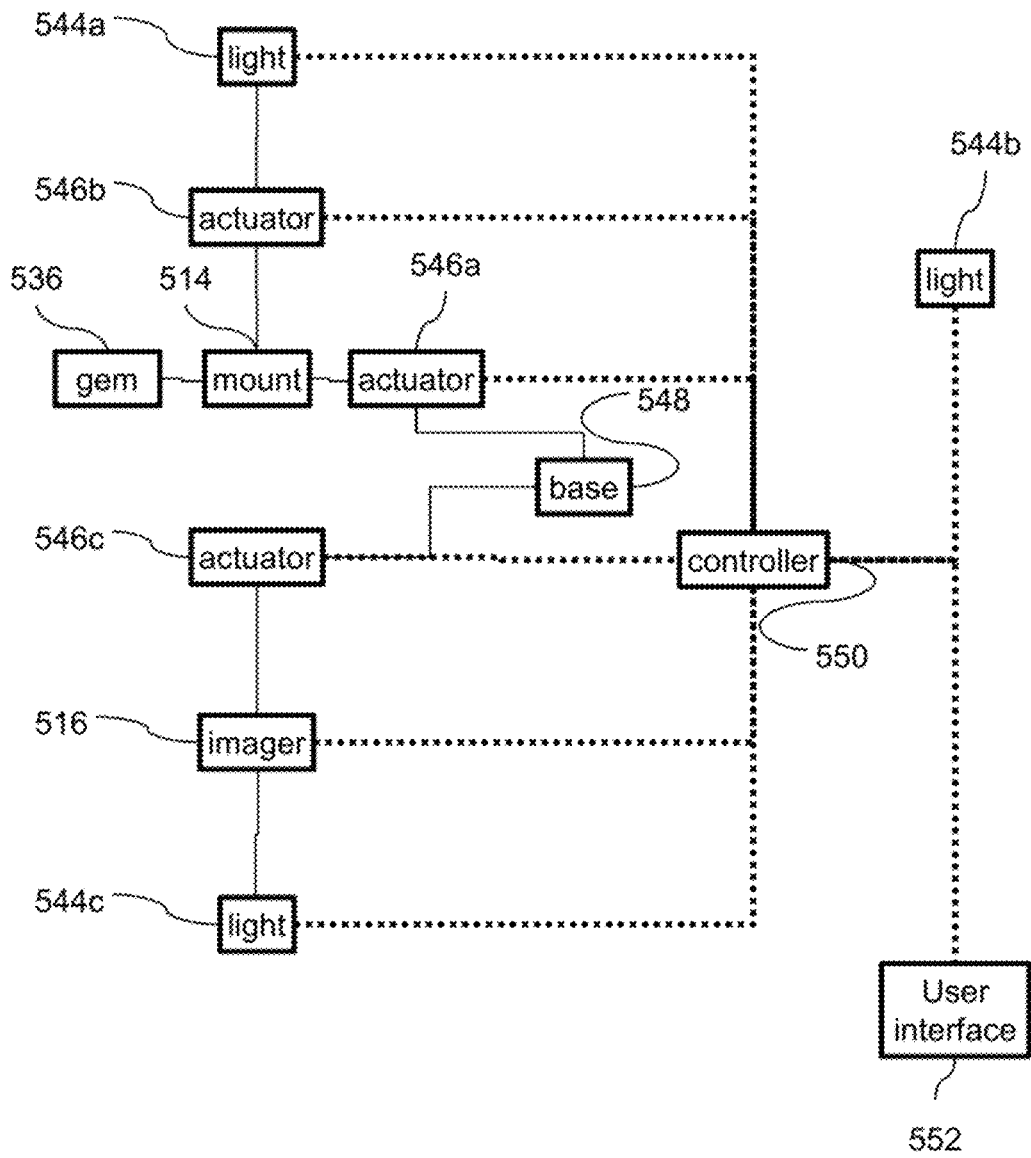 544a
light
544b
546b
actuator
light
536
514
546a
gem
mount
actuator
548
base
546c
actuator
controller
550
516
imager
544c
light
User
interface
552